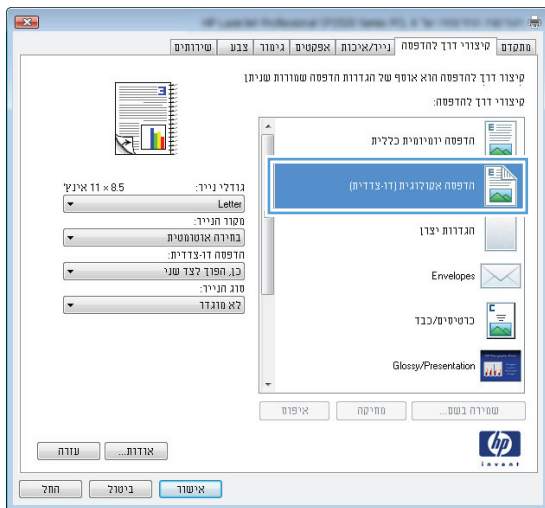 מתקדם קיצורי דרך להדפסה נייר/איכות אפקטים גימור צבע שירותים
קיצור דרך להדפסה הוא אוסף של הגדרות הדפסה שמורות שניתן
קיצורי דרך להדפסה:
הדפסה יומיומית כללית
הדפסה אקולוגית (דו-צדדית)
הגדרות יצרן
Envelopes
כרטיסים/כבד
Glossy/Presentation
גודלי נייר: 8.5 × 11 אינץ'
Letter
מקור הנייר:
בחירה אוטומטית
הדפסה דו-צדדית:
כן, הפוך לצד שני
סוג הנייר:
לא מוגדר
שמירה בשם... מחיקה איפוס
hp
invent
אודות... עזרה
אישור ביטול החל